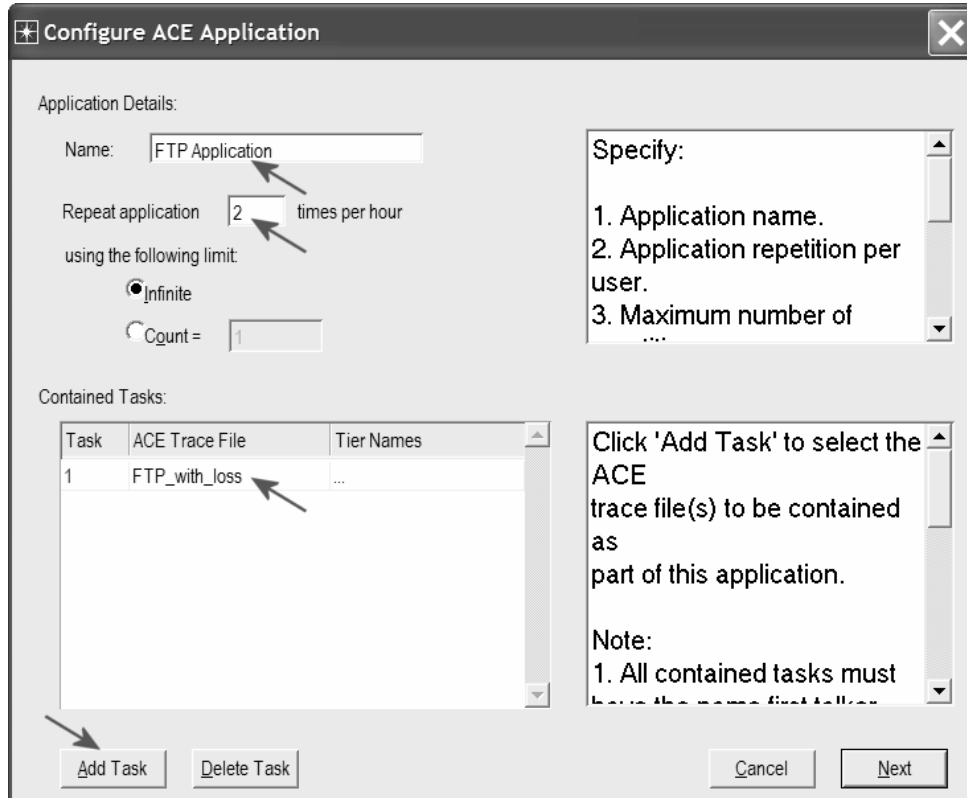 Configure ACE Application
Application Details:
Name: FTP Application
Repeat application 2 times per hour
using the following limit:
Infinite
Count = 1
Specify:
1. Application name.
2. Application repetition per
user.
3. Maximum number of
Contained Tasks:
Task ACE Trace File Tier Names
1 FTP_with_loss ...
Click 'Add Task' to select the
ACE
trace file(s) to be contained
as
part of this application.
Note:
1. All contained tasks must
Add Task Delete Task Cancel Next